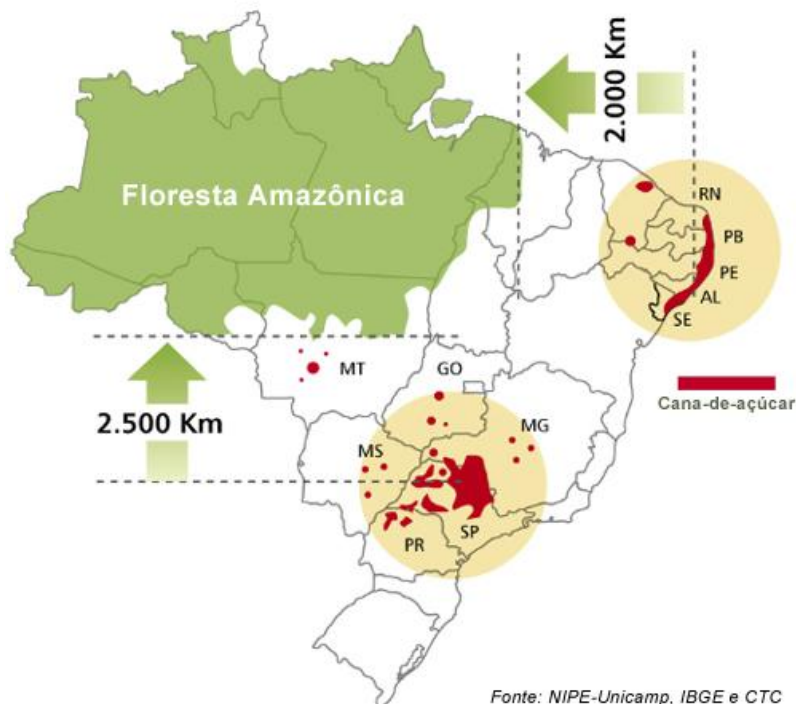 2.000 Km
Floresta Amazônica
RN
PB
PE
AL
SE
Cana-de-açúcar
MT
GO
2.500 Km
MS
MG
SP
PR
Fonte: NIPE-Unicamp, IBGE e CTC